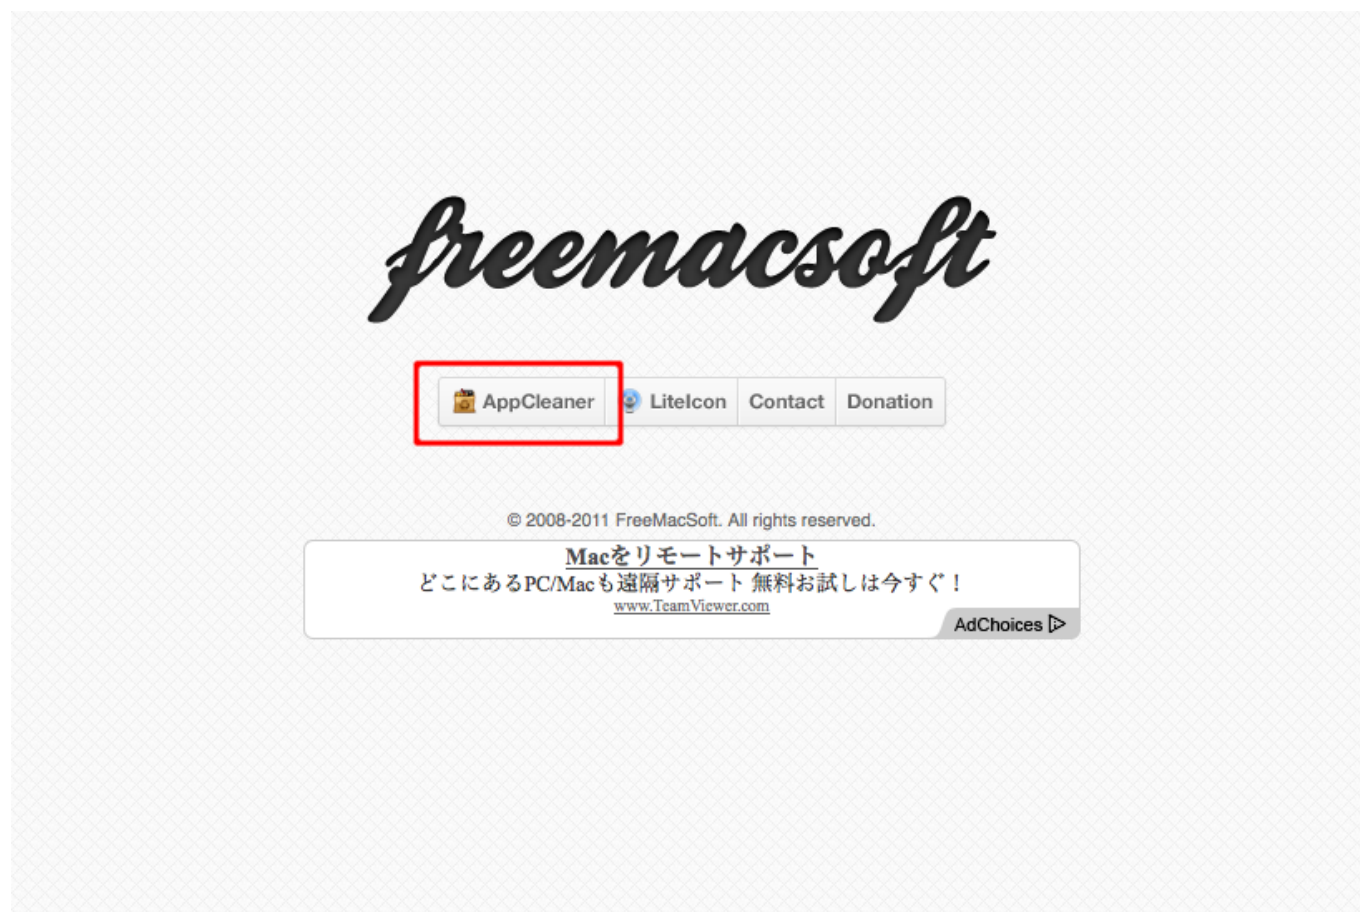 freemacsoft
AppCleaner LiteIcon Contact Donation
© 2008-2011 FreeMacSoft. All rights reserved.
Macをリモートサポート
どこにあるPC/Macも遠隔サポート 無料お試しは今すぐ！
www.TeamViewer.com
AdChoices